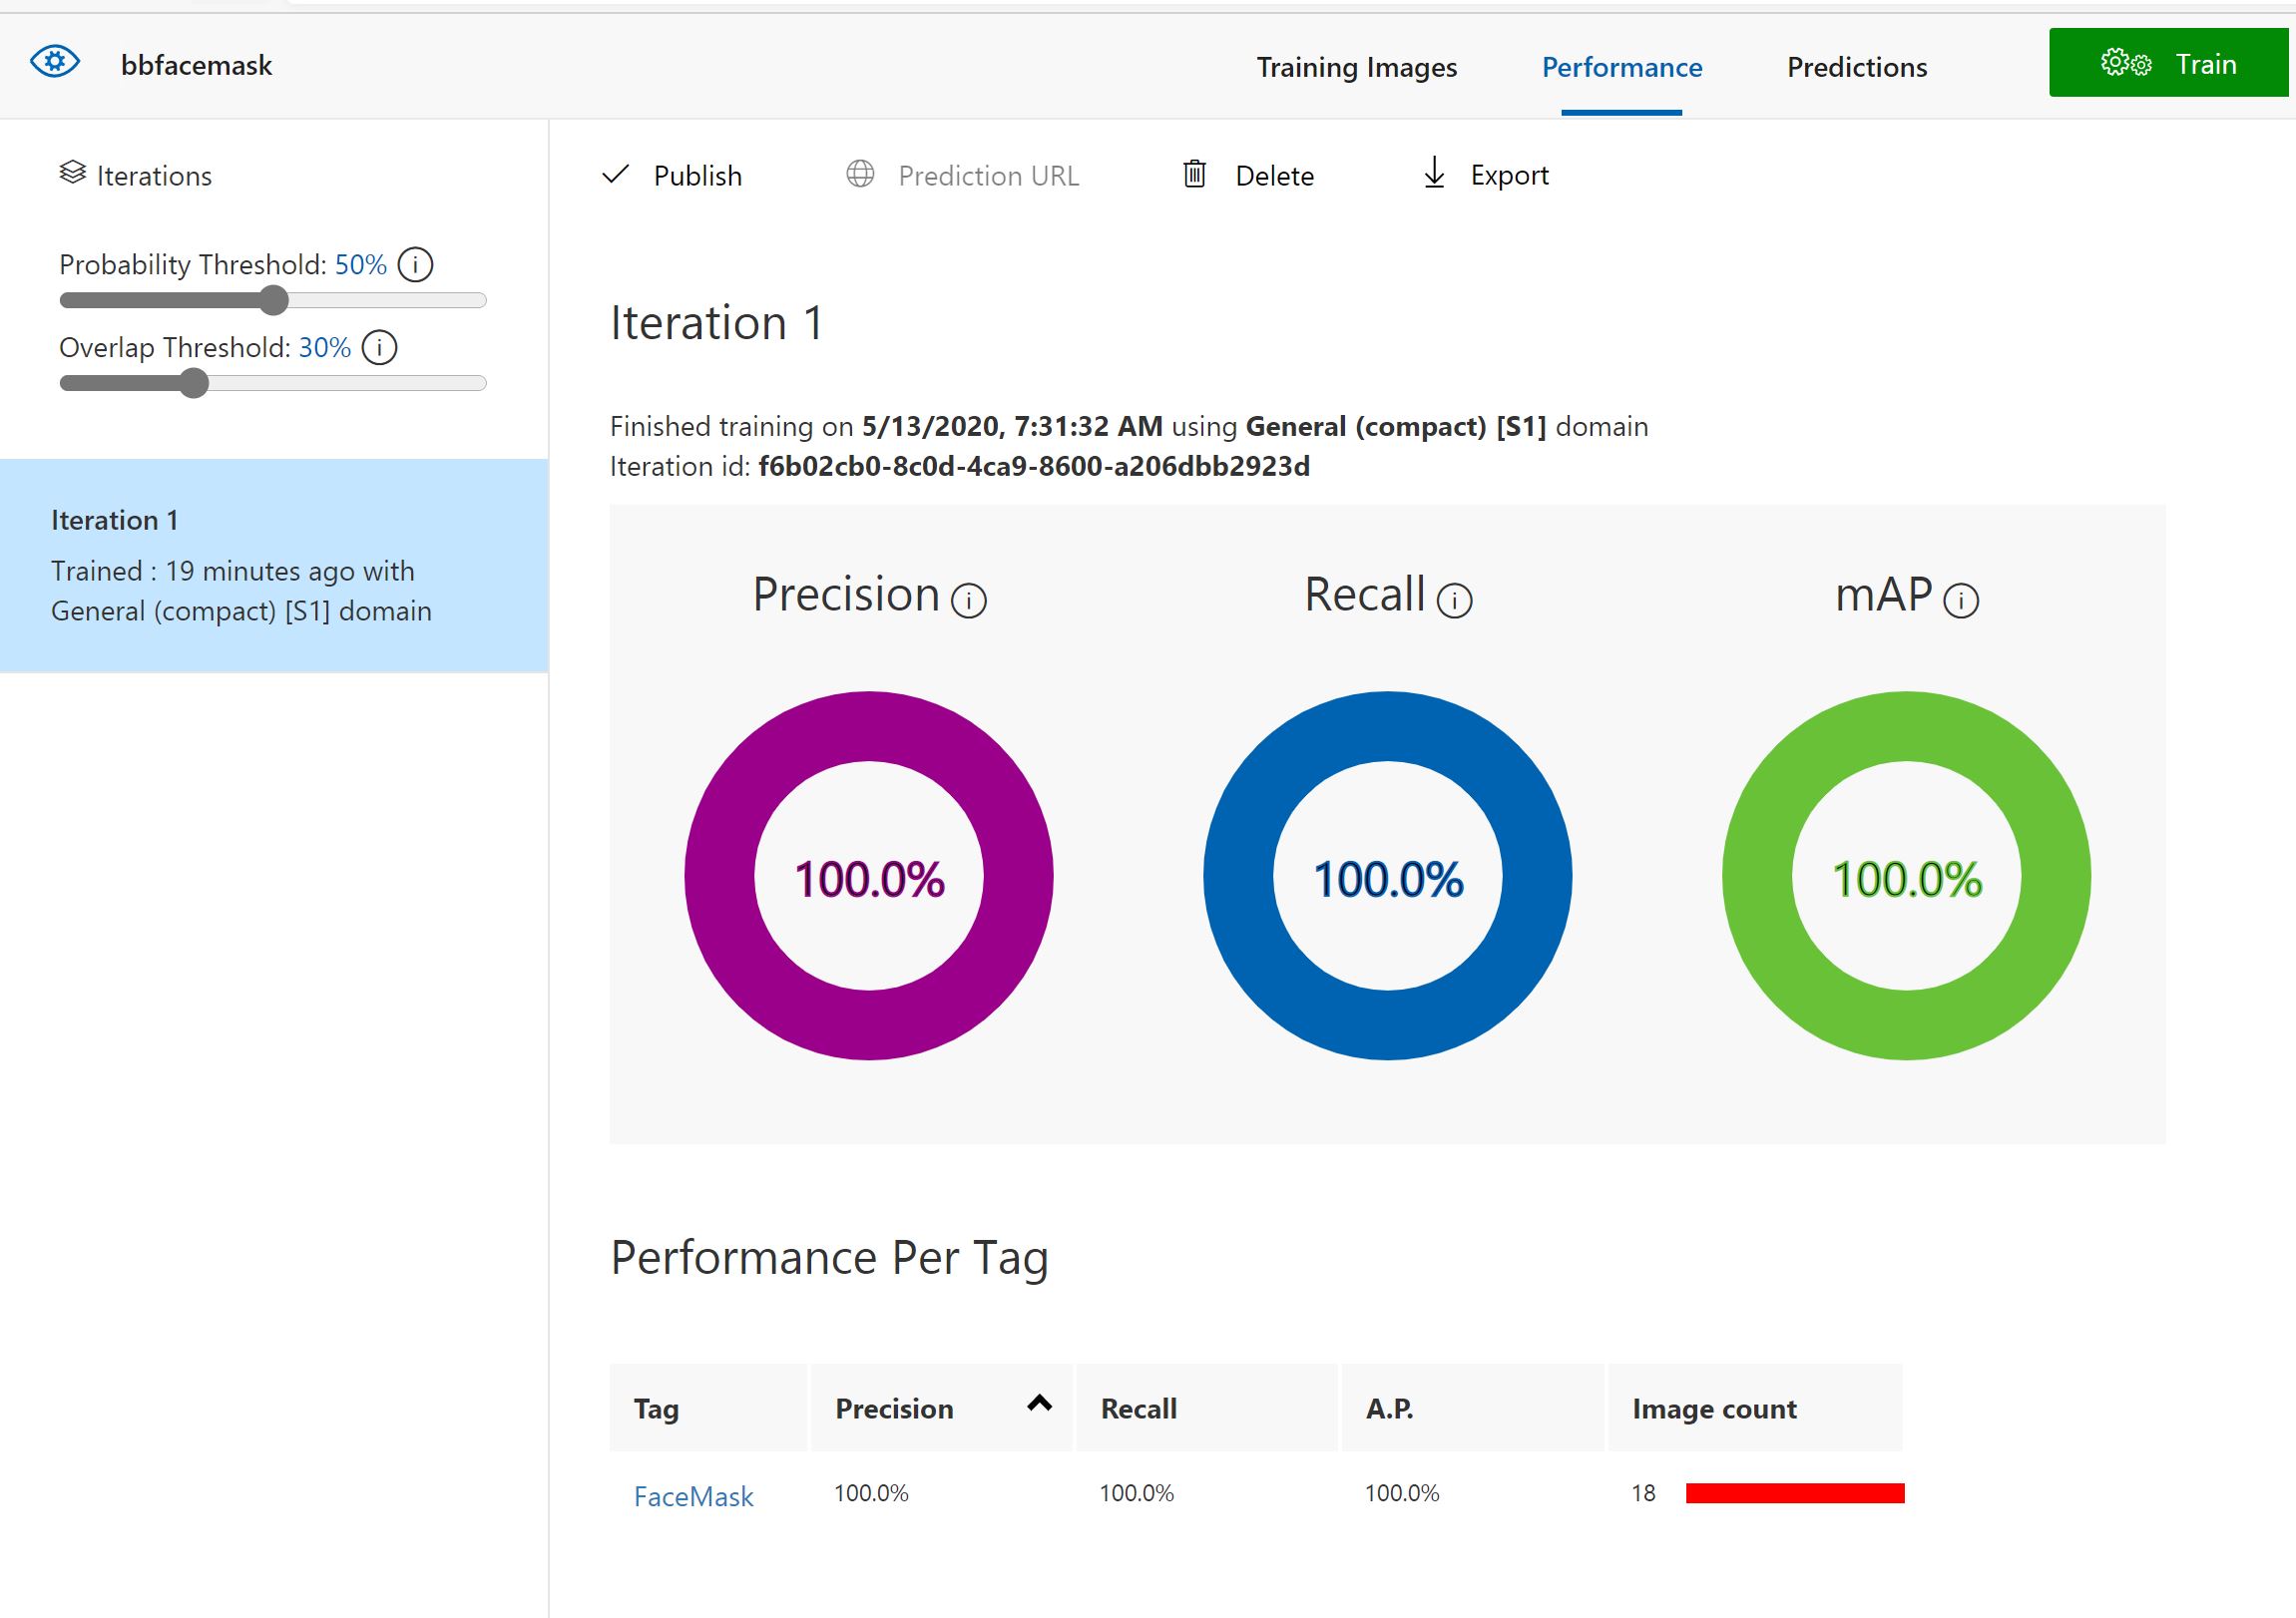 bbfacemask
Training Images
Performance
Predictions
Train
Iterations
Probability Threshold: 50%
Overlap Threshold: 30%
Iteration 1
Trained : 19 minutes ago with
General (compact) [S1] domain
Publish
Prediction URL
Delete
Export
Iteration 1
Finished training on 5/13/2020, 7:31:32 AM using General (compact) [S1] domain
Iteration id: f6b02cb0-8c0d-4ca9-8600-a206dbb2923d
Precision
Recall
mAP
100.0%
100.0%
100.0%
Performance Per Tag
Tag
Precision
Recall
A.P.
Image count
FaceMask
100.0%
100.0%
100.0%
18